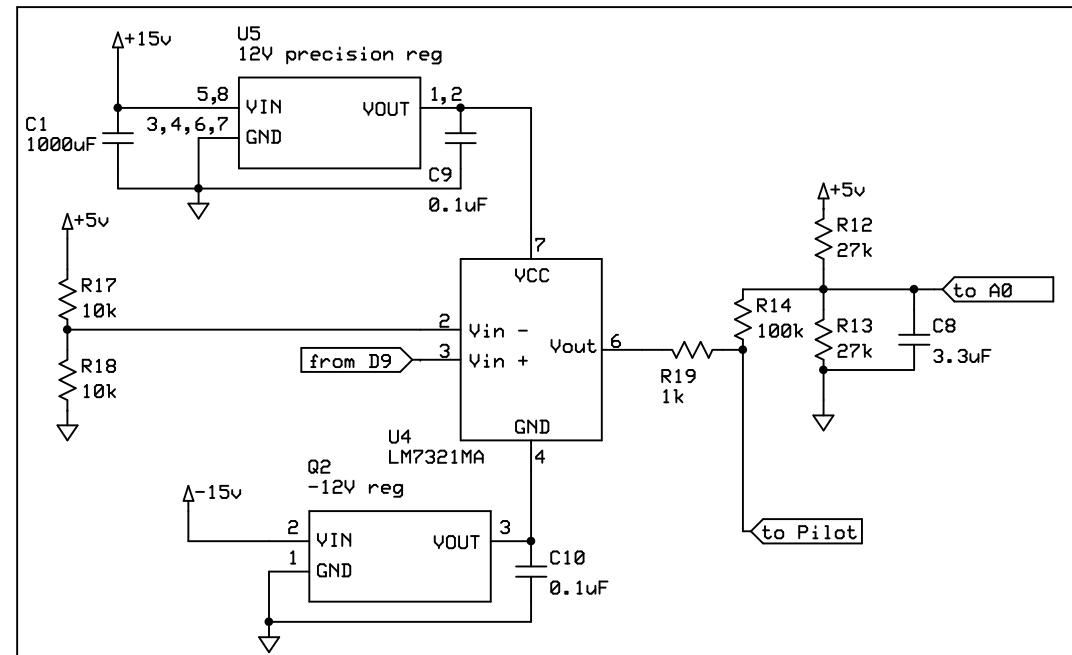 +15v
U5
12V precision reg
5,8
VIN
VOUT
1,2
C1
1000uF
3,4,6,7
GND
C9
0.1uF
+5v
R17
10k
R18
10k
7
VCC
2
Vin -
from D9
3
Vin +
Vout
6
GND
4
U4
LM7321MA
R19
1k
+5v
R12
27k
to A0
R14
100k
R13
27k
C8
3.3uF
to Pilot
Q2
-12V reg
-15v
2
VIN
VOUT
3
1
GND
C10
0.1uF